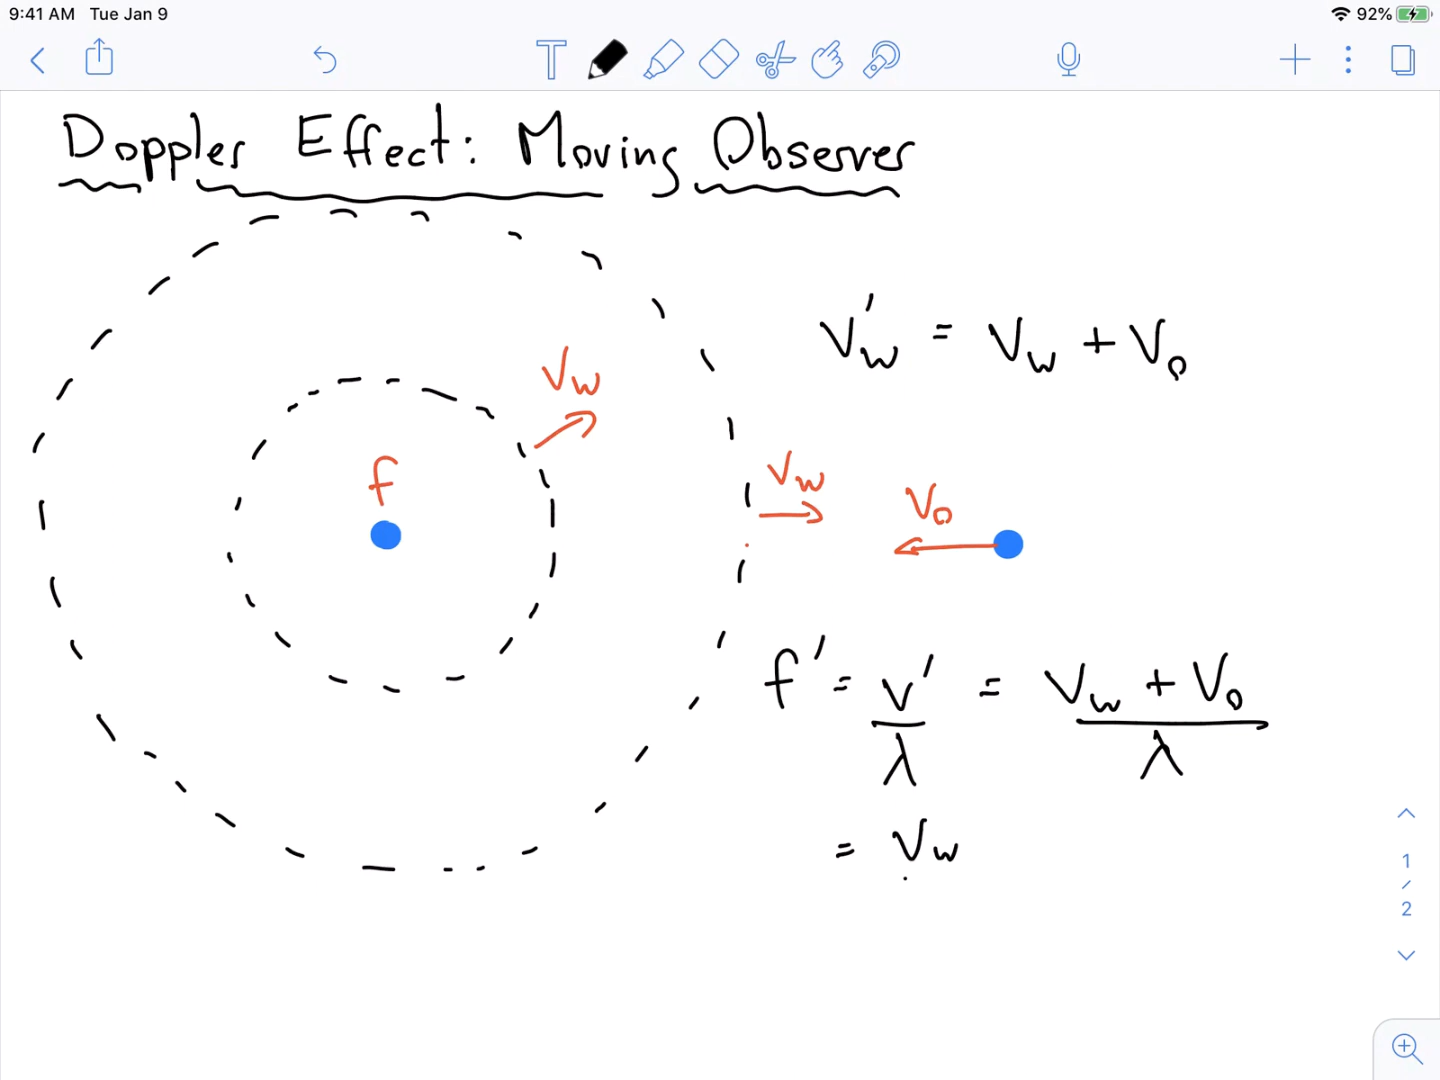 9:41 AM Tue Jan 9 92%
T
Doppler Effect: Moving Observer
Vw' = Vw + Vo
Vw
f
Vw
Vo
f' = v'/λ = Vw + Vo/λ
= Vw
1
/
2